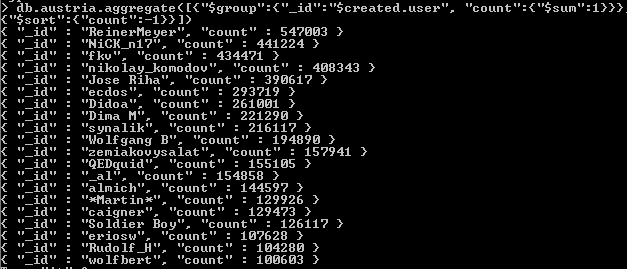 > db.austria.aggregate([{"$group":{"_id":"$created.user", "count":{"$sum":1}}},
{"$sort":{"count":-1}}])
{ "_id" : "ReinerMeyer", "count" : 547003 }
{ "_id" : "NiCK_n17", "count" : 441224 }
{ "_id" : "fkv", "count" : 434471 }
{ "_id" : "nikolay_komodov", "count" : 408343 }
{ "_id" : "Jose Riha", "count" : 390617 }
{ "_id" : "ecdos", "count" : 293719 }
{ "_id" : "Didoa", "count" : 261001 }
{ "_id" : "Dima M", "count" : 221290 }
{ "_id" : "synalik", "count" : 216117 }
{ "_id" : "Wolfgang B", "count" : 194890 }
{ "_id" : "zemiakovysalat", "count" : 157941 }
{ "_id" : "QEDquid", "count" : 155105 }
{ "_id" : "_al", "count" : 154858 }
{ "_id" : "almich", "count" : 144597 }
{ "_id" : "*Martin*", "count" : 129926 }
{ "_id" : "caigner", "count" : 129473 }
{ "_id" : "Soldier Boy", "count" : 126117 }
{ "_id" : "eriosw", "count" : 107628 }
{ "_id" : "Rudolf_H", "count" : 104280 }
{ "_id" : "wolfbert", "count" : 100603 }